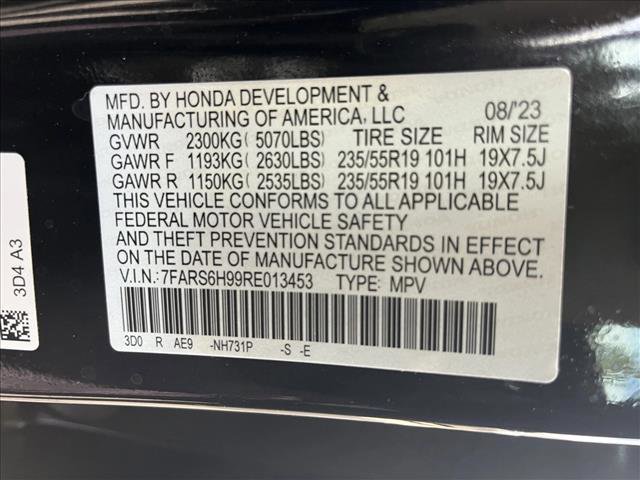 MFD. BY HONDA DEVELOPMENT &
MANUFACTURING OF AMERICA, LLC 08/'23
GVWR 2300KG( 5070LBS) TIRE SIZE RIM SIZE
GAWR F 1193KG( 2630LBS) 235/55R19 101H 19X7.5J
GAWR R 1150KG( 2535LBS) 235/55R19 101H 19X7.5J
THIS VEHICLE CONFORMS TO ALL APPLICABLE
FEDERAL MOTOR VEHICLE SAFETY
AND THEFT PREVENTION STANDARDS IN EFFECT
ON THE DATE OF MANUFACTURE SHOWN ABOVE.
V.I.N.:7FARS6H99RE013453 TYPE: MPV
3D0 R AE9 -NH731P -S -E
3D4 A3